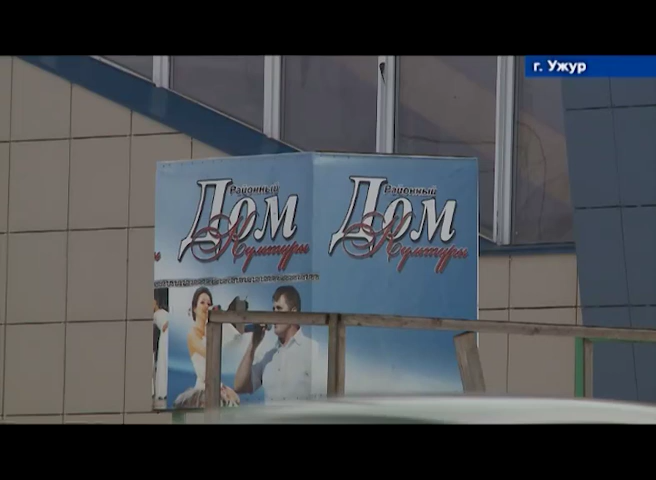 г. Ужур
Районный
Дом
Культуры
Районный
Дом
Культуры